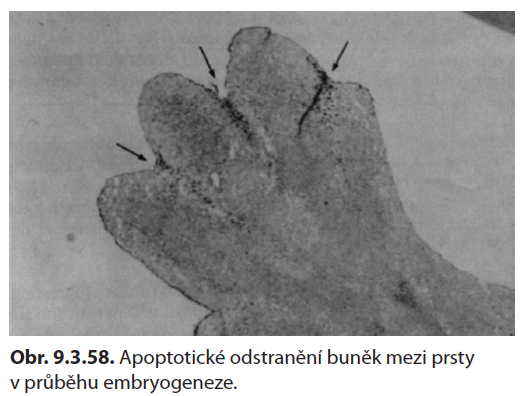 Obr. 9.3.58. Apoptotické odstranění buněk mezi prsty
v průběhu embryogeneze.